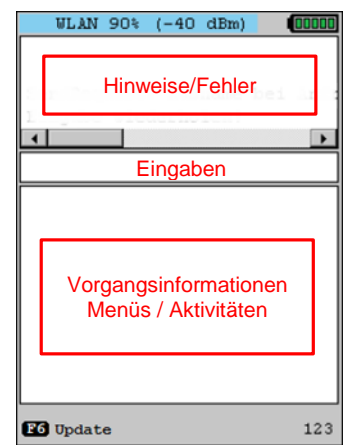 WLAN 90% (-40 dBm)
Hinweise/Fehler
Eingaben
Vorgangsinformationen
Menüs / Aktivitäten
F6 Update 123